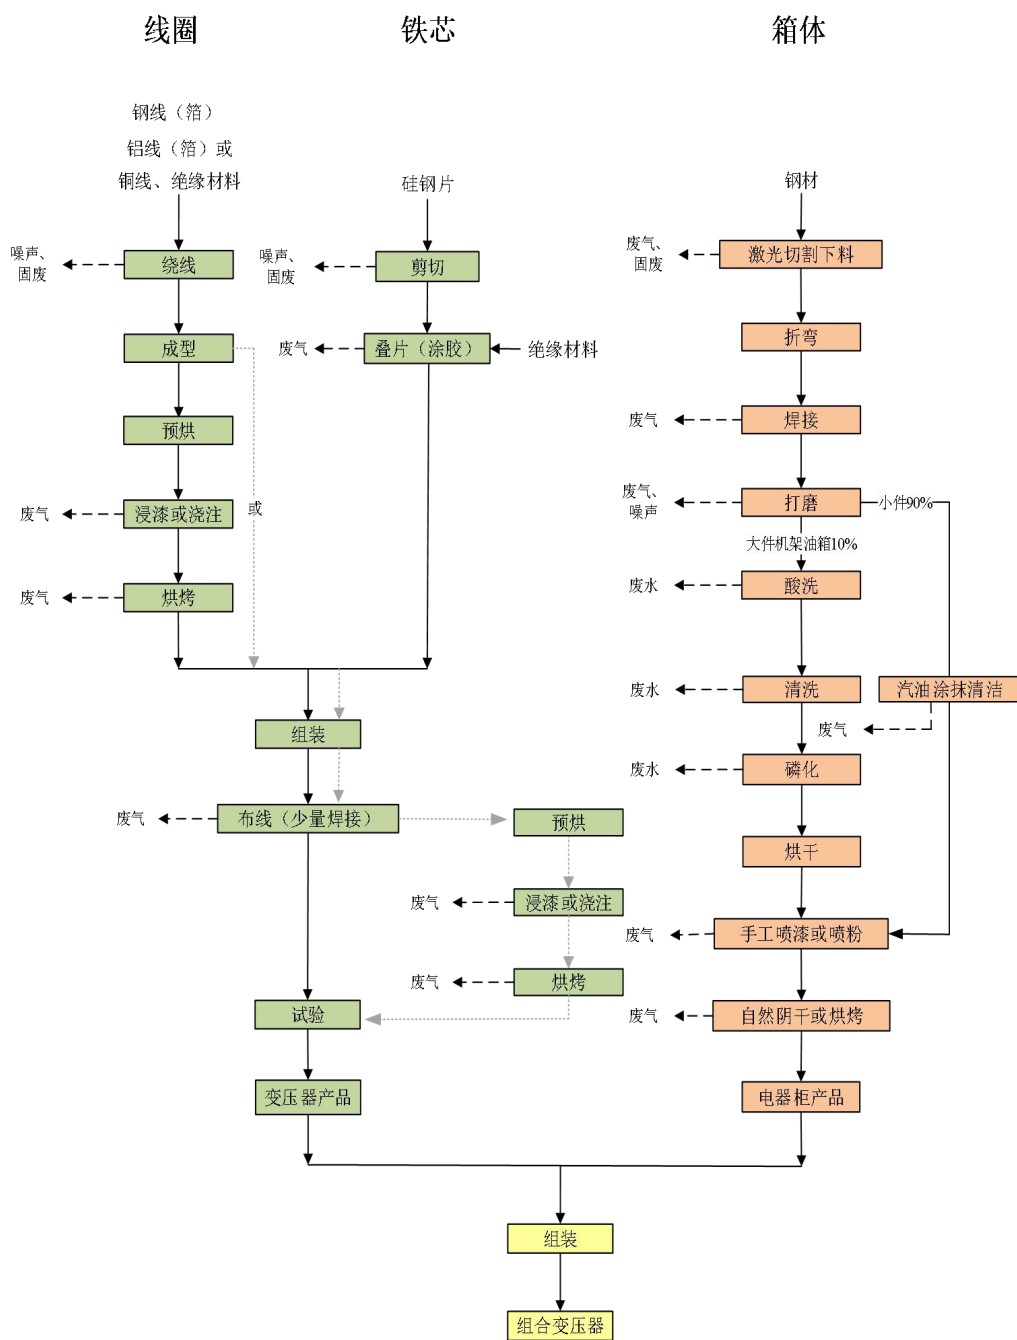 线圈
铁芯
箱体
钢线（箔）
铝线（箔）或
铜线、绝缘材料
硅钢片
钢材
噪声、
固废
绕线
噪声、
固废
剪切
废气、
固废
激光切割下料
成型
废气
叠片（涂胶）
绝缘材料
折弯
预烘
废气
焊接
废气
浸漆或浇注
或
废气、
噪声
打磨
小件90%
大件机架油箱10%
废气
烘烤
废水
酸洗
废水
清洗
汽油涂抹清洁
废气
组装
废水
磷化
废气
布线（少量焊接）
预烘
烘干
废气
浸漆或浇注
废气
手工喷漆或喷粉
废气
烘烤
试验
废气
自然阴干或烘烤
变压器产品
电器柜产品
组装
组合变压器